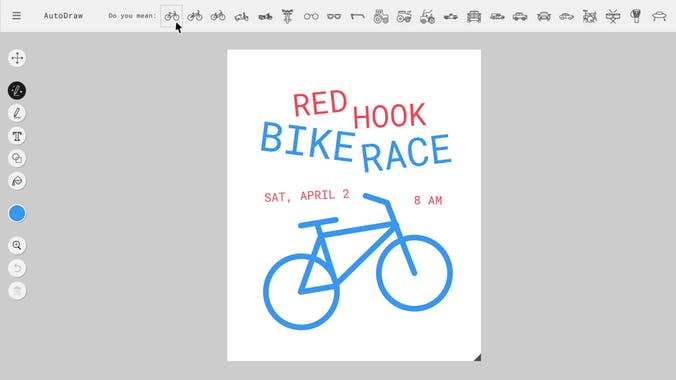 AutoDraw
Do you mean:
RED HOOK
BIKE RACE
SAT, APRIL 2
8 AM